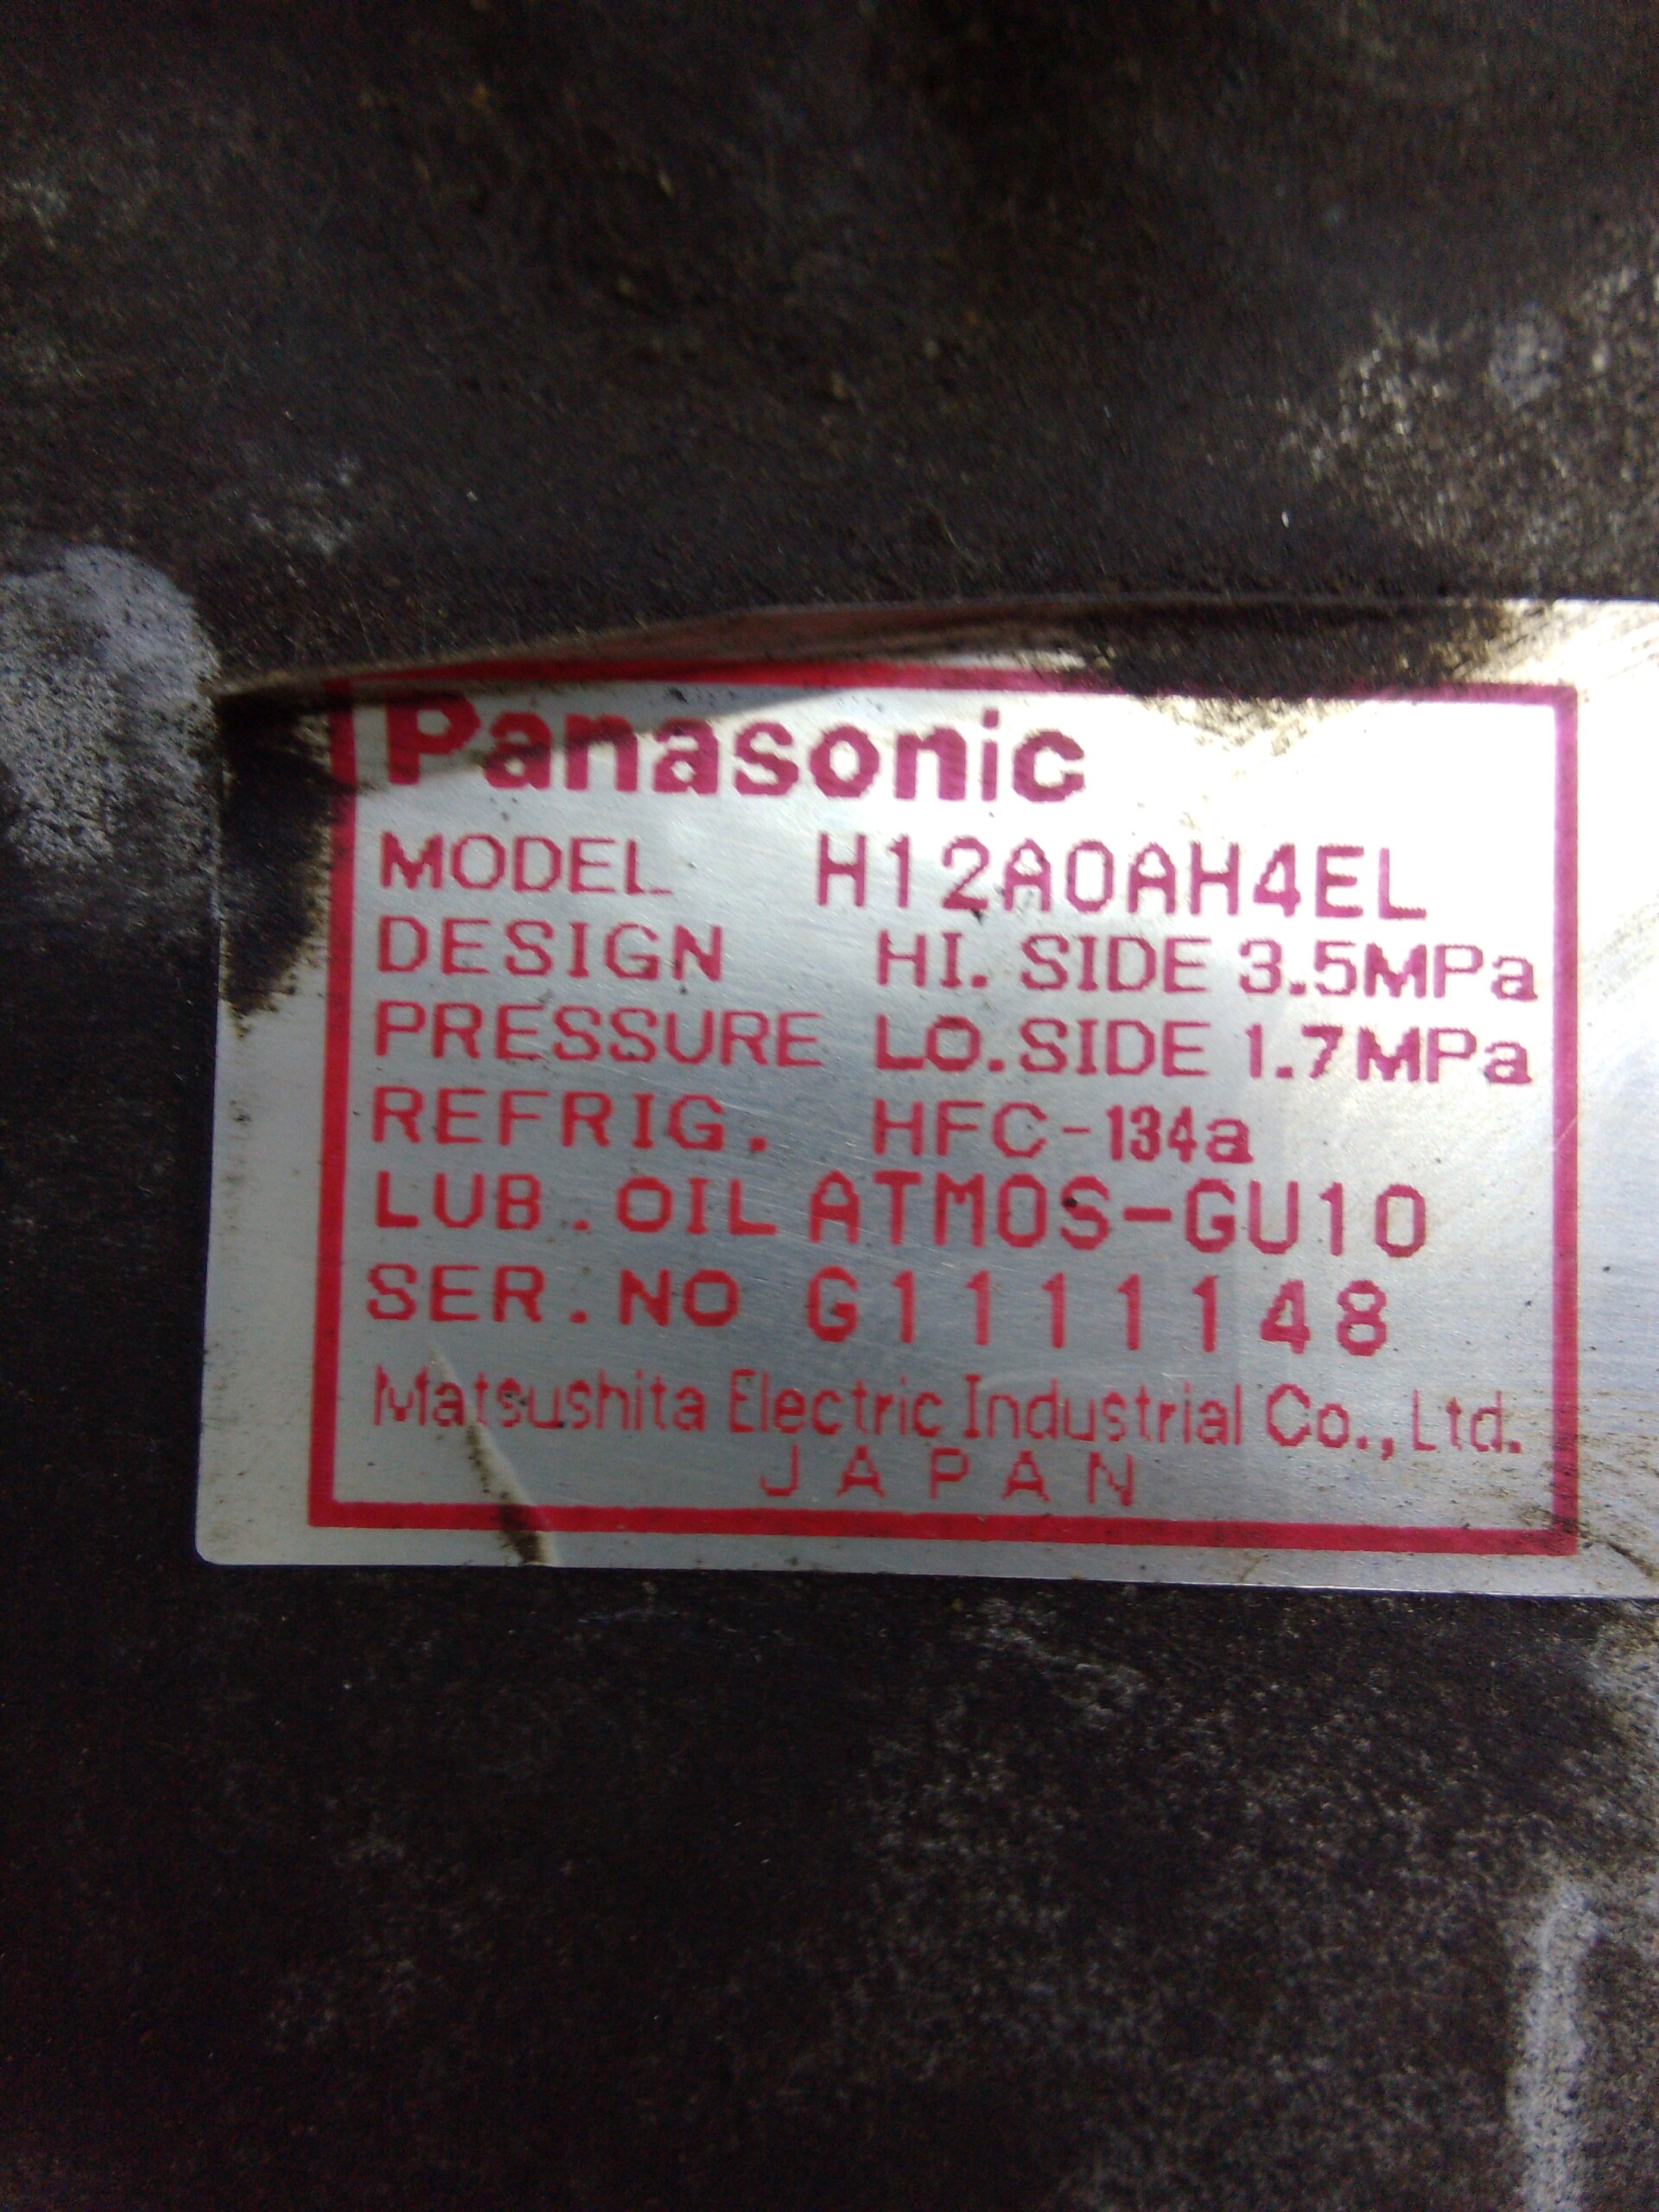 Panasonic
MODEL H12A0AH4EL
DESIGN HI. SIDE 3.5MPa
PRESSURE LO.SIDE 1.7MPa
REFRIG. HFC-134a
LUB.OIL ATMOS-GU10
SER.NO G1111148
Matsushita Electric Industrial Co.,Ltd.
JAPAN